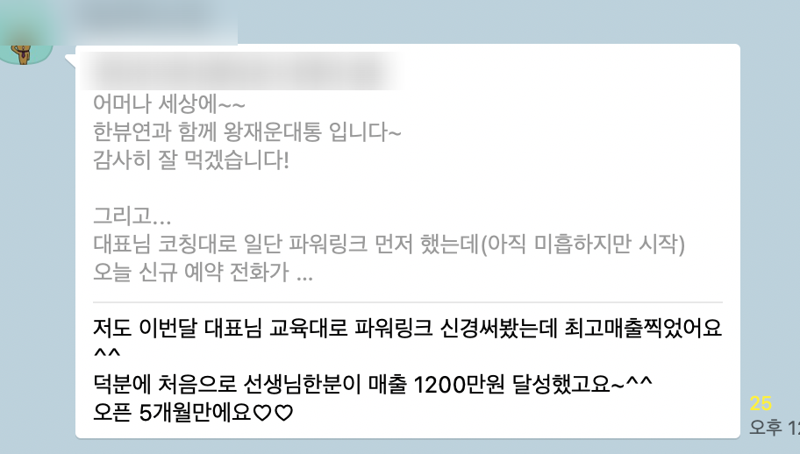 어머나 세상에~~
한뷰연과 함께 왕재운대통 입니다~
감사히 잘 먹겠습니다!
그리고...
대표님 코칭대로 일단 파워링크 먼저 했는데(아직 미흡하지만 시작)
오늘 신규 예약 전화가 ...
저도 이번달 대표님 교육대로 파워링크 신경써봤는데 최고매출찍었어요
^^
덕분에 처음으로 선생님한분이 매출 1200만원 달성했고요~^^
오픈 5개월만에요♡♡
25
오후 12